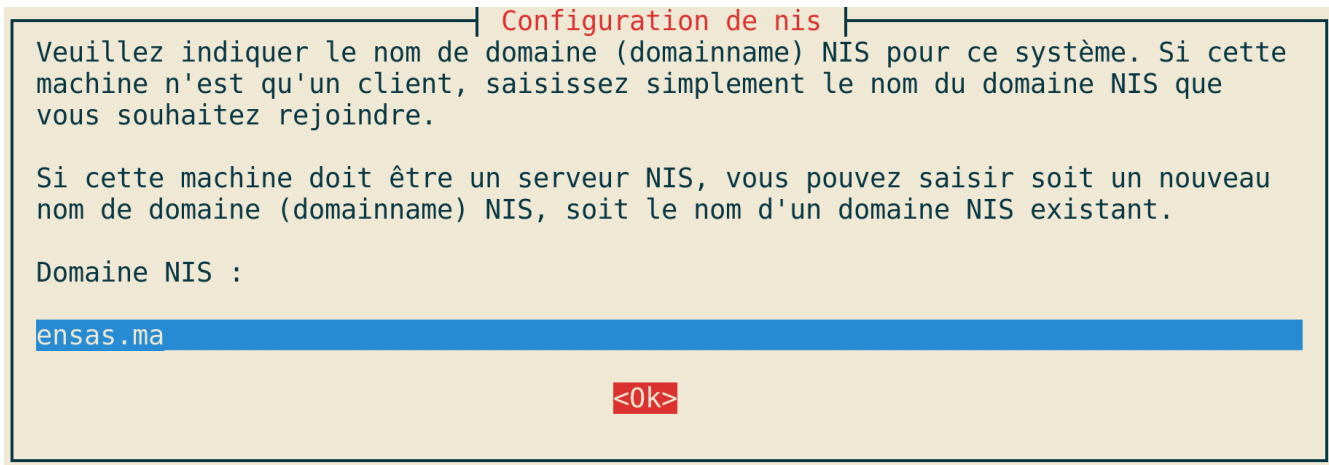 Configuration de nis
Veuillez indiquer le nom de domaine (domainname) NIS pour ce système. Si cette
machine n'est qu'un client, saisissez simplement le nom du domaine NIS que
vous souhaitez rejoindre.
Si cette machine doit être un serveur NIS, vous pouvez saisir soit un nouveau
nom de domaine (domainname) NIS, soit le nom d'un domaine NIS existant.
Domaine NIS :
ensas.ma
<Ok>